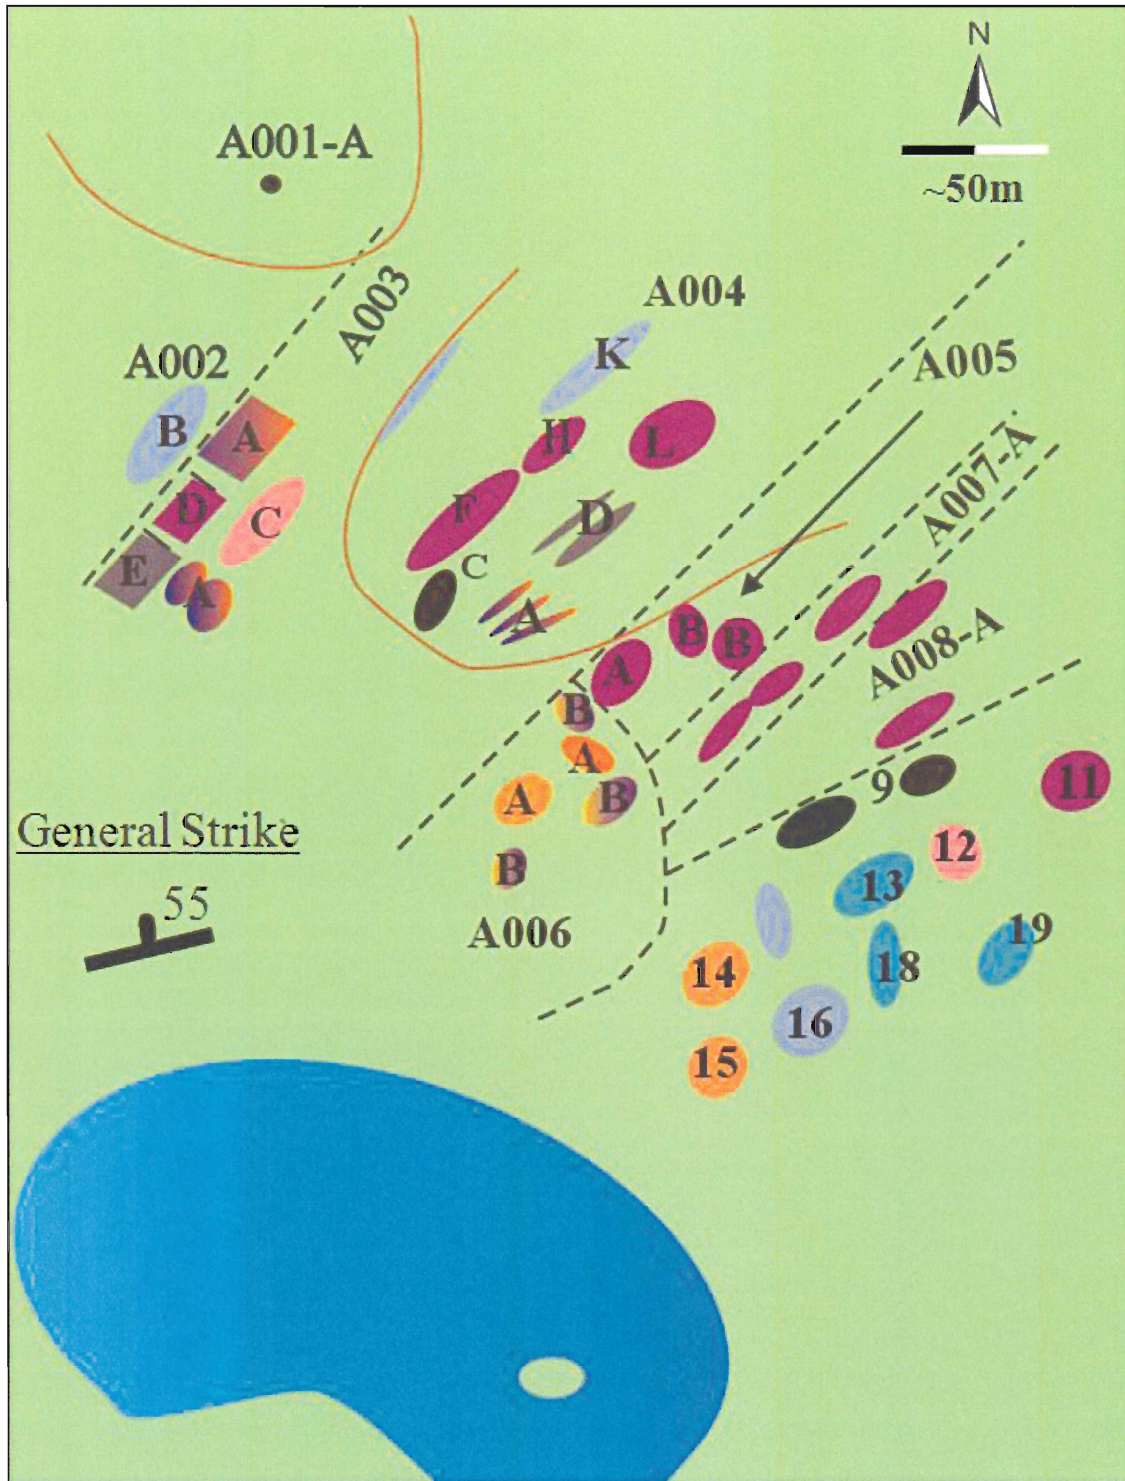 N
~50m
A001-A
A003
A002
B
A
D
C
E
A
A004
K
H
L
F
D
C
A
A005
A007-A
B
B
A
A008-A
B
A
A
B
B
A006
General Strike
55
9
11
12
13
19
14
18
16
15